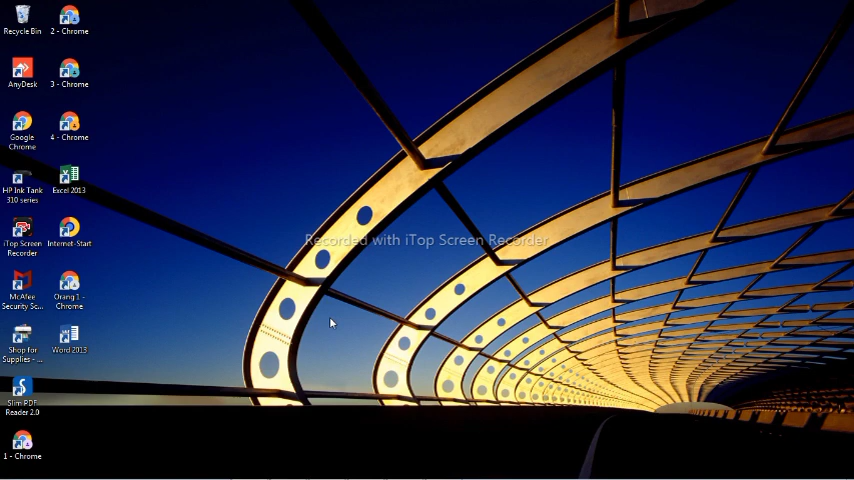 Recycle Bin
2 - Chrome
AnyDesk
3 - Chrome
Google
Chrome
4 - Chrome
HP Ink Tank
310 series
Excel 2013
iTop Screen
Recorder
Internet-Start
Recorded with iTop Screen Recorder
McAfee
Security Sc...
Orang 1 -
Chrome
Shop for
Supplies - ...
Word 2013
Slim PDF
Reader 2.0
1 - Chrome